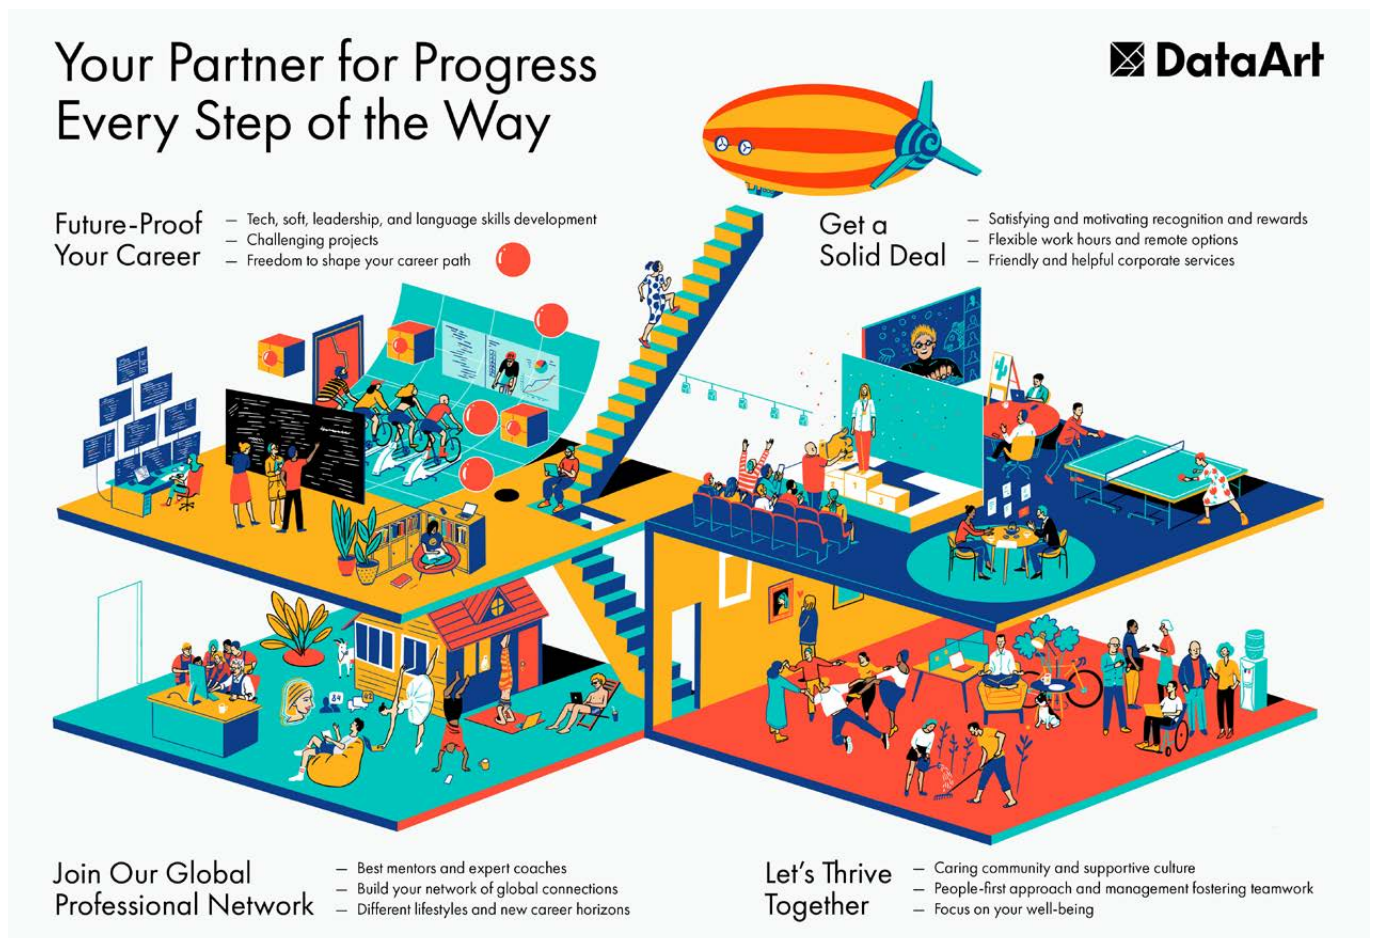 Your Partner for Progress
Every Step of the Way
DataArt
Future-Proof
Your Career
– Tech, soft, leadership, and language skills development
– Challenging projects
– Freedom to shape your career path
Get a
Solid Deal
– Satisfying and motivating recognition and rewards
– Flexible work hours and remote options
– Friendly and helpful corporate services
84
42
Join Our Global
Professional Network
– Best mentors and expert coaches
– Build your network of global connections
– Different lifestyles and new career horizons
Let's Thrive
Together
– Caring community and supportive culture
– People-first approach and management fostering teamwork
– Focus on your well-being